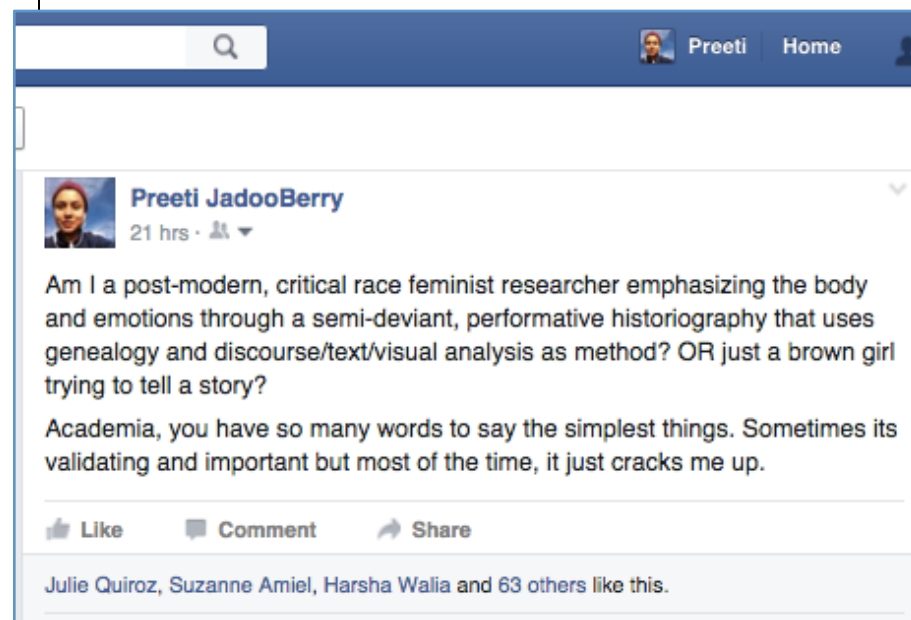 Preeti Home
Preeti JadooBerry
21 hrs ·
Am I a post-modern, critical race feminist researcher emphasizing the body
and emotions through a semi-deviant, performative historiography that uses
genealogy and discourse/text/visual analysis as method? OR just a brown girl
trying to tell a story?
Academia, you have so many words to say the simplest things. Sometimes its
validating and important but most of the time, it just cracks me up.
Like Comment Share
Julie Quiroz, Suzanne Amiel, Harsha Walia and 63 others like this.